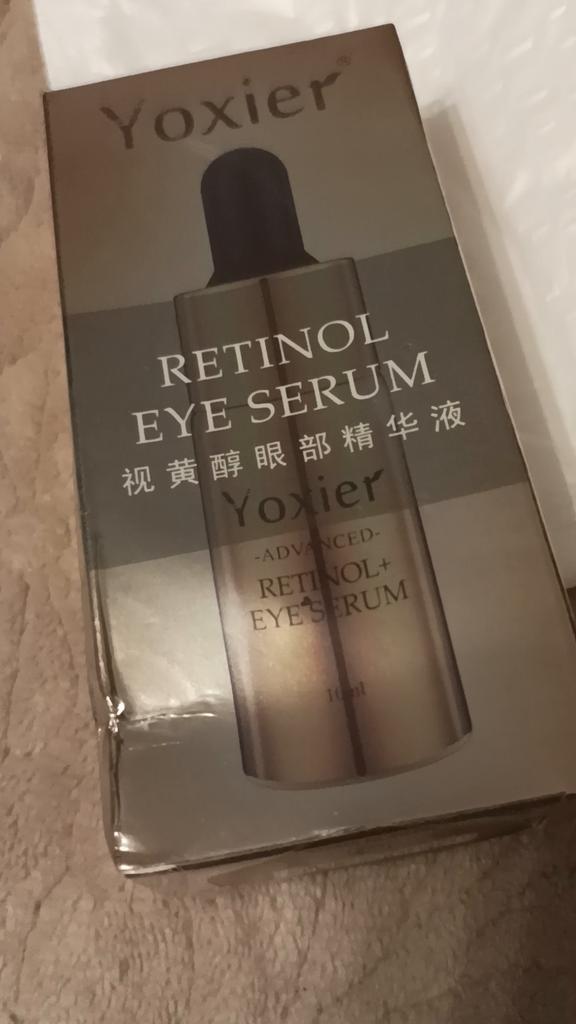 Yoxier®
RETINOL
EYE SERUM
视黄醇眼部精华液
Yoxier
-ADVANCED-
RETINOL+
EYE SERUM
10ml